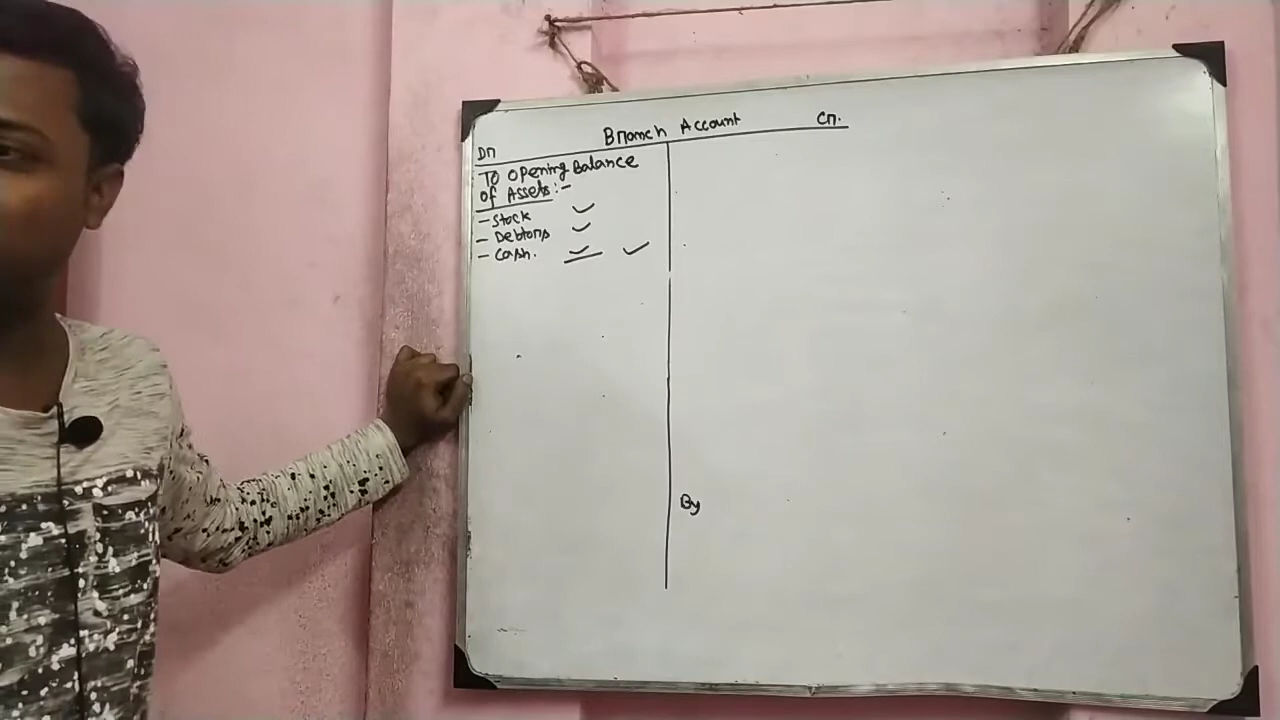 Branch Account
Dr
Cr.
To Opening Balance
of Assets:-
- Stock
- Debtors
- Cash.
By